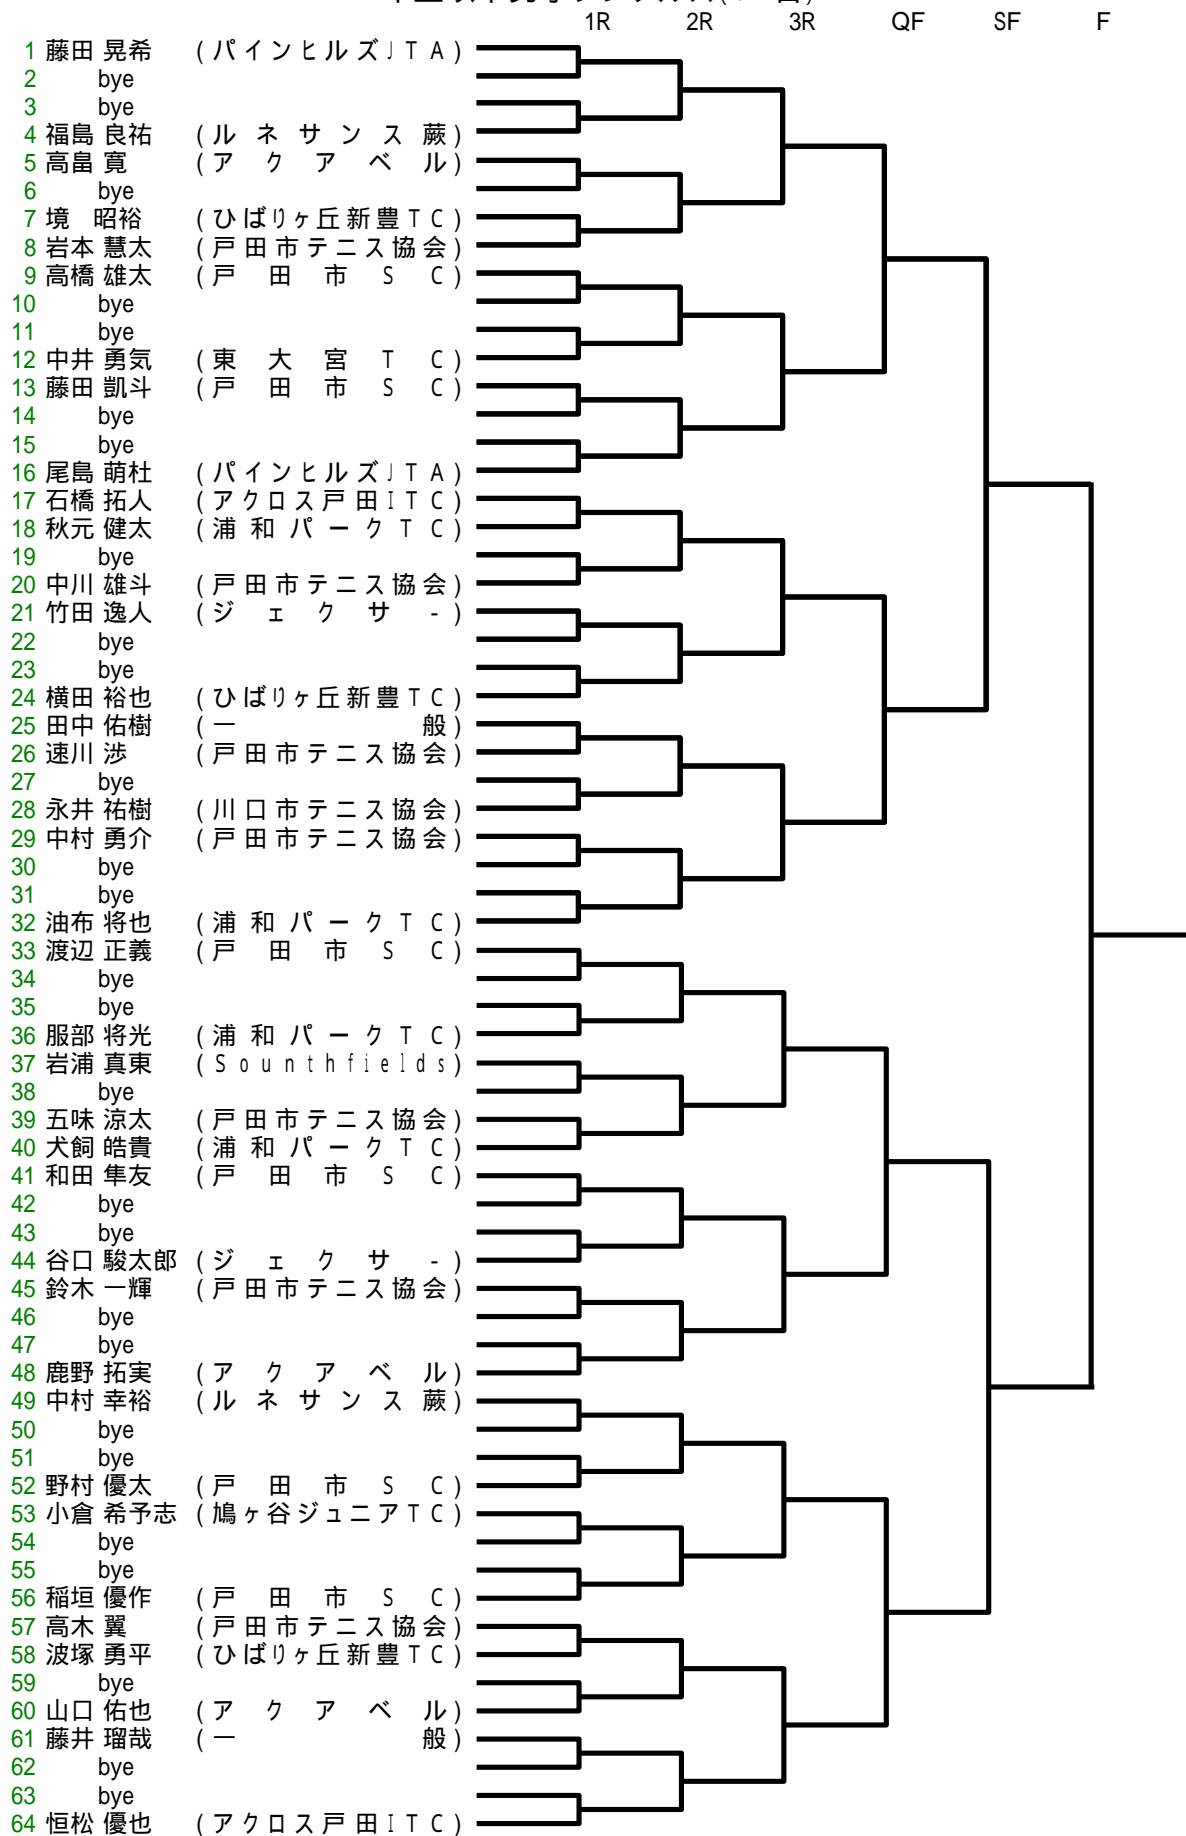 1R 2R 3R QF SF F
1 藤田 晃希 (パインヒルズJTA)
2 bye
3 bye
4 福島 良祐 (ルネサンス蕨)
5 高畠 寛 (アクアベル)
6 bye
7 境 昭裕 (ひばりヶ丘新豊TC)
8 岩本 慧太 (戸田市テニス協会)
9 高橋 雄太 (戸田市SC)
10 bye
11 bye
12 中井 勇気 (東大宮TC)
13 藤田 凱斗 (戸田市SC)
14 bye
15 bye
16 尾島 萌杜 (パインヒルズJTA)
17 石橋 拓人 (アクロス戸田ITC)
18 秋元 健太 (浦和パークTC)
19 bye
20 中川 雄斗 (戸田市テニス協会)
21 竹田 逸人 (ジェクサ-)
22 bye
23 bye
24 横田 裕也 (ひばりヶ丘新豊TC)
25 田中 佑樹 (一般)
26 速川 渉 (戸田市テニス協会)
27 bye
28 永井 祐樹 (川口市テニス協会)
29 中村 勇介 (戸田市テニス協会)
30 bye
31 bye
32 油布 将也 (浦和パークTC)
33 渡辺 正義 (戸田市SC)
34 bye
35 bye
36 服部 将光 (浦和パークTC)
37 岩浦 真東 (Sounthfields)
38 bye
39 五味 涼太 (戸田市テニス協会)
40 犬飼 皓貴 (浦和パークTC)
41 和田 隼友 (戸田市SC)
42 bye
43 bye
44 谷口 駿太郎 (ジェクサ-)
45 鈴木 一輝 (戸田市テニス協会)
46 bye
47 bye
48 鹿野 拓実 (アクアベル)
49 中村 幸裕 (ルネサンス蕨)
50 bye
51 bye
52 野村 優太 (戸田市SC)
53 小倉 希予志 (鳩ヶ谷ジュニアTC)
54 bye
55 bye
56 稲垣 優作 (戸田市SC)
57 高木 翼 (戸田市テニス協会)
58 波塚 勇平 (ひばりヶ丘新豊TC)
59 bye
60 山口 佑也 (アクアベル)
61 藤井 瑠哉 (一般)
62 bye
63 bye
64 恒松 優也 (アクロス戸田ITC)